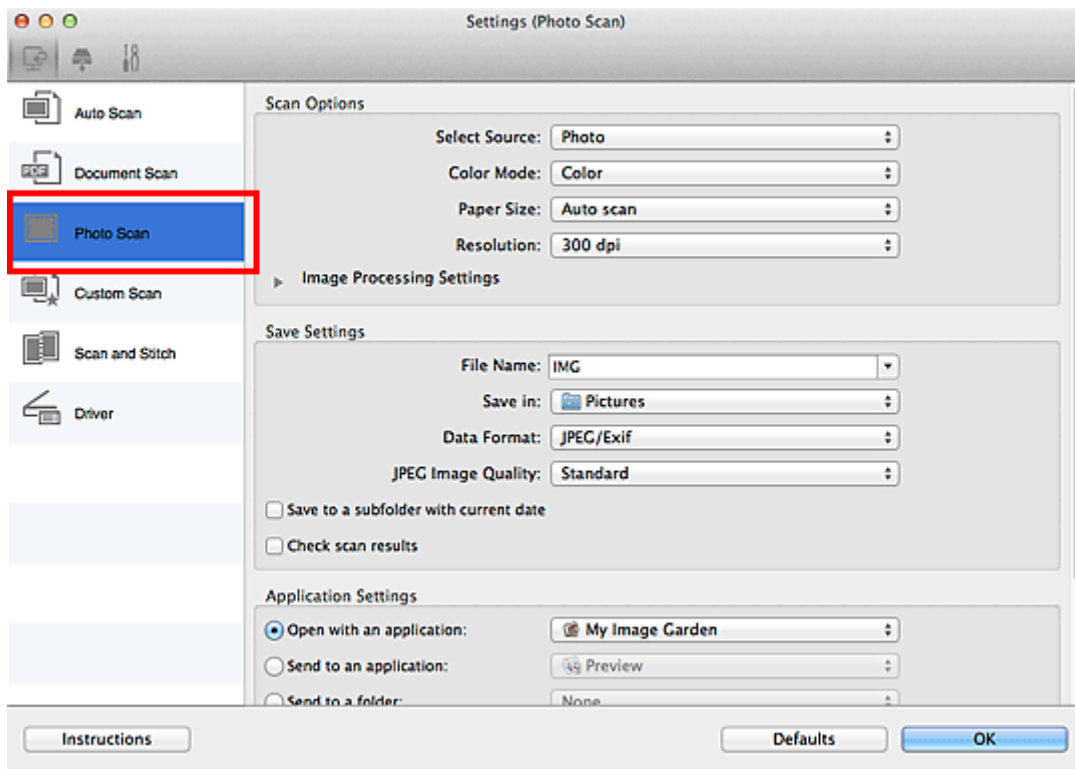 Settings (Photo Scan)
Auto Scan
Document Scan
Photo Scan
Custom Scan
Scan and Stitch
Driver
Scan Options
Select Source: Photo
Color Mode: Color
Paper Size: Auto scan
Resolution: 300 dpi
Image Processing Settings
Save Settings
File Name: IMG
Save in: Pictures
Data Format: JPEG/Exif
JPEG Image Quality: Standard
Save to a subfolder with current date
Check scan results
Application Settings
Open with an application: My Image Garden
Send to an application: Preview
Send to a folder: None
Instructions
Defaults
OK